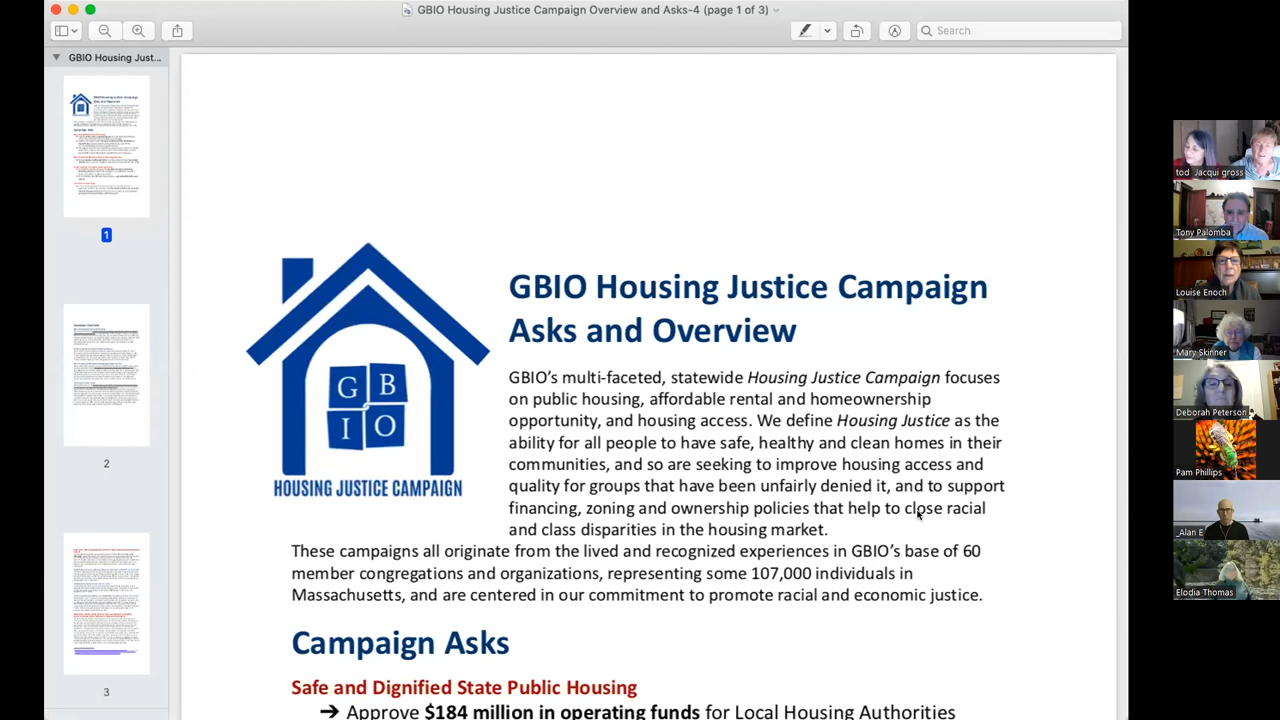 GBIO Housing Justice Campaign Overview and Asks-4 (page 1 of 3)
Search
GBIO Housing Just...
1
2
3
G B
I O
HOUSING JUSTICE CAMPAIGN
GBIO Housing Justice Campaign
Asks and Overview
GBIO's multi-faceted, statewide Housing Justice Campaign focuses
on public housing, affordable rental and homeownership
opportunity, and housing access. We define Housing Justice as the
ability for all people to have safe, healthy and clean homes in their
communities, and so are seeking to improve housing access and
quality for groups that have been unfairly denied it, and to support
financing, zoning and ownership policies that help to close racial
and class disparities in the housing market.
These campaigns all originate from the lived and recognized experiences in GBIO's base of 60
member congregations and organizations, representing some 107,000 individuals in
Massachusetts, and are centered in our commitment to promote racial and economic justice.
Campaign Asks
Safe and Dignified State Public Housing
➔ Approve $184 million in operating funds for Local Housing Authorities
tod Jacqui gross
Tony Palomba
Louise Enoch
Mary Skinner
Deborah Peterson
Pam Phillips
_Alan E
Elodia Thomas